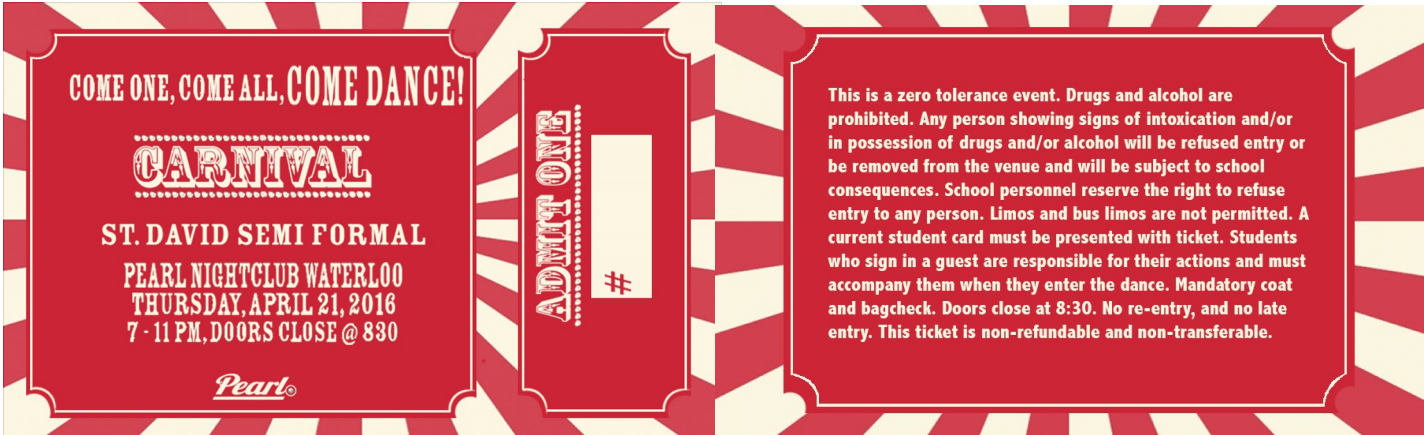 COME ONE, COME ALL, COME DANCE!
CARNIVAL
ST. DAVID SEMI FORMAL
PEARL NIGHTCLUB WATERLOO
THURSDAY, APRIL 21, 2016
7 - 11 PM, DOORS CLOSE @ 830
Pearl
ADMIT ONE
#
This is a zero tolerance event. Drugs and alcohol are
prohibited. Any person showing signs of intoxication and/or
in possession of drugs and/or alcohol will be refused entry or
be removed from the venue and will be subject to school
consequences. School personnel reserve the right to refuse
entry to any person. Limos and bus limos are not permitted. A
current student card must be presented with ticket. Students
who sign in a guest are responsible for their actions and must
accompany them when they enter the dance. Mandatory coat
and bagcheck. Doors close at 8:30. No re-entry, and no late
entry. This ticket is non-refundable and non-transferable.